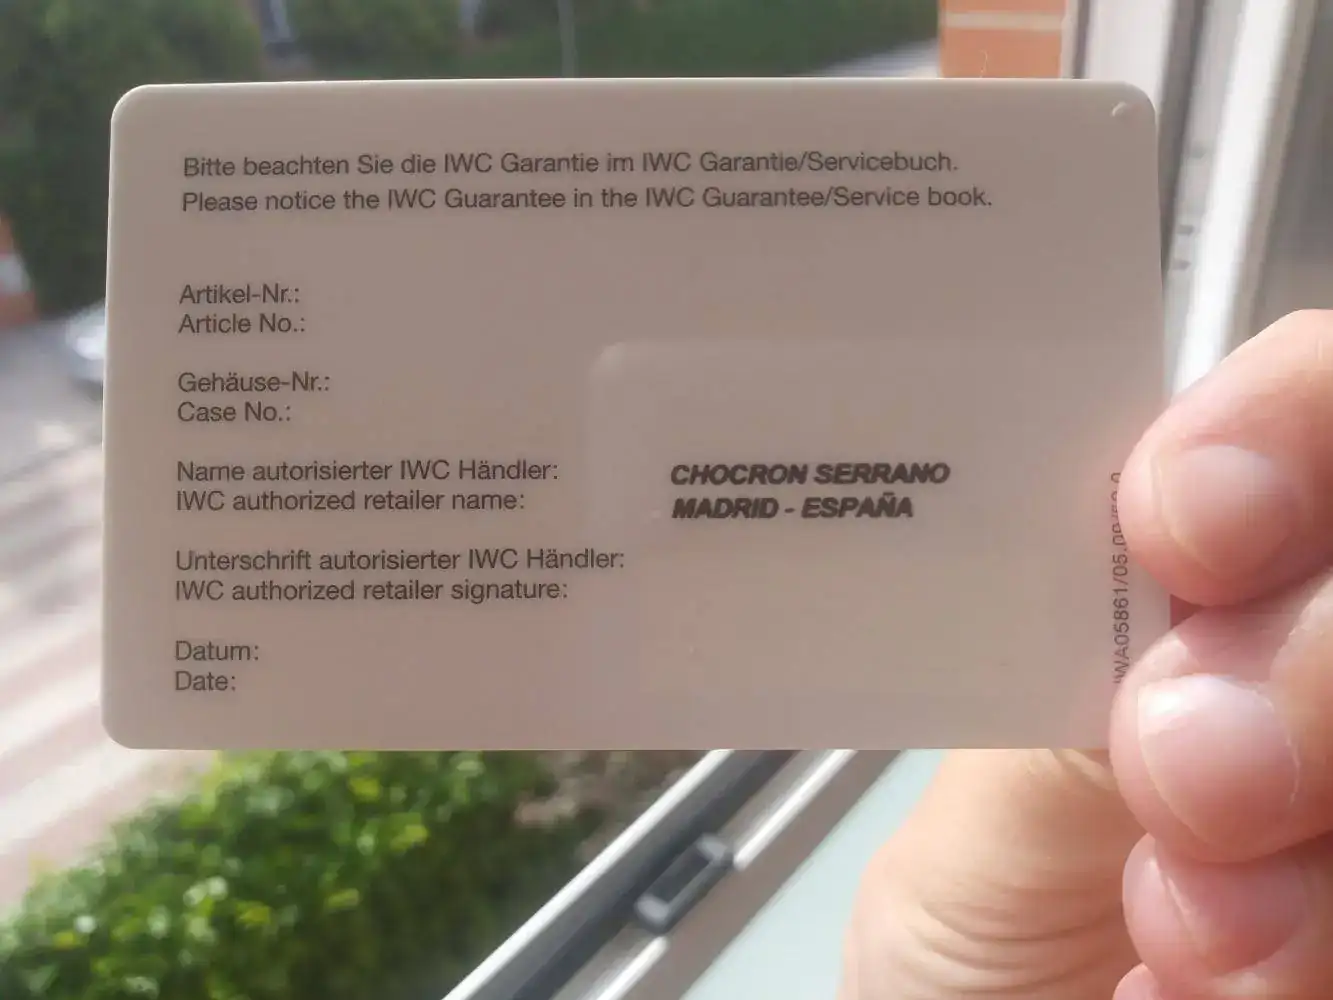 Bitte beachten Sie die IWC Garantie im IWC Garantie/Servicebuch.
Please notice the IWC Guarantee in the IWC Guarantee/Service book.
Artikel-Nr.:
Article No.:
Gehäuse-Nr.:
Case No.:
Name autorisierter IWC Händler:
IWC authorized retailer name:
CHOCRON SERRANO
MADRID - ESPAÑA
Unterschrift autorisierter IWC Händler:
IWC authorized retailer signature:
Datum:
Date: